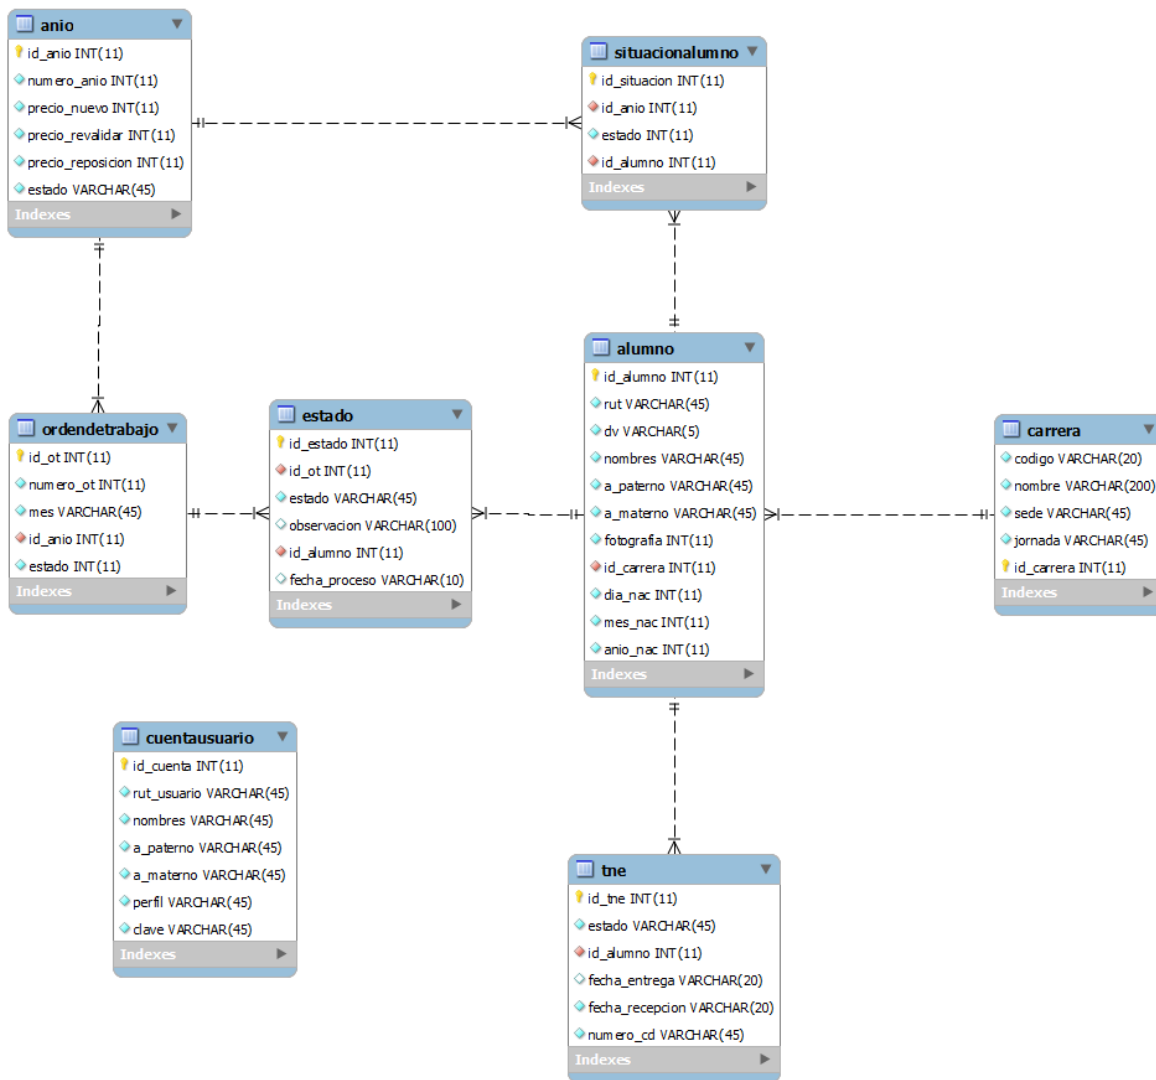 anio
id_anio INT(11)
numero_anio INT(11)
precio_nuevo INT(11)
precio_revalidar INT(11)
precio_reposicion INT(11)
estado VARCHAR(45)
Indexes
situacionalumno
id_situacion INT(11)
id_anio INT(11)
estado INT(11)
id_alumno INT(11)
Indexes
ordendetrabajo
id_ot INT(11)
numero_ot INT(11)
mes VARCHAR(45)
id_anio INT(11)
estado INT(11)
Indexes
estado
id_estado INT(11)
id_ot INT(11)
estado VARCHAR(45)
observacion VARCHAR(100)
id_alumno INT(11)
fecha_proceso VARCHAR(10)
Indexes
alumno
id_alumno INT(11)
rut VARCHAR(45)
dv VARCHAR(5)
nombres VARCHAR(45)
a_paterno VARCHAR(45)
a_materno VARCHAR(45)
fotografia INT(11)
id_carrera INT(11)
dia_nac INT(11)
mes_nac INT(11)
anio_nac INT(11)
Indexes
carrera
codigo VARCHAR(20)
nombre VARCHAR(200)
sede VARCHAR(45)
jornada VARCHAR(45)
id_carrera INT(11)
Indexes
cuentausuario
id_cuenta INT(11)
rut_usuario VARCHAR(45)
nombres VARCHAR(45)
a_paterno VARCHAR(45)
a_materno VARCHAR(45)
perfil VARCHAR(45)
clave VARCHAR(45)
Indexes
tne
id_tne INT(11)
estado VARCHAR(45)
id_alumno INT(11)
fecha_entrega VARCHAR(20)
fecha_recepcion VARCHAR(20)
numero_cd VARCHAR(45)
Indexes